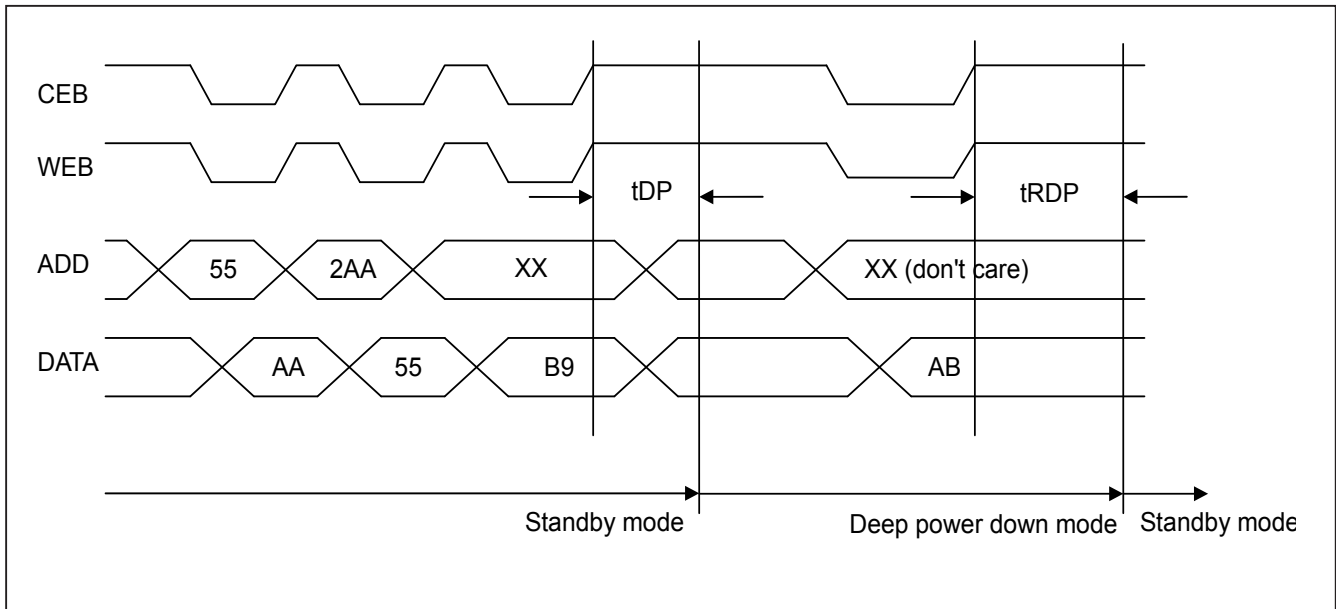 CEB
WEB
tDP
tRDP
ADD
55
2AA
XX
XX (don't care)
DATA
AA
55
B9
AB
Standby mode
Deep power down mode
Standby mode